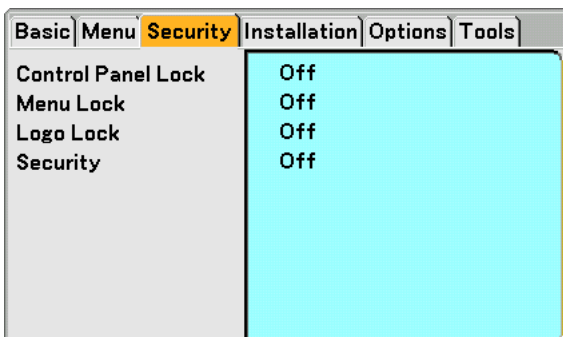 Basic Menu Security Installation Options Tools
Control Panel Lock Off
Menu Lock Off
Logo Lock Off
Security Off